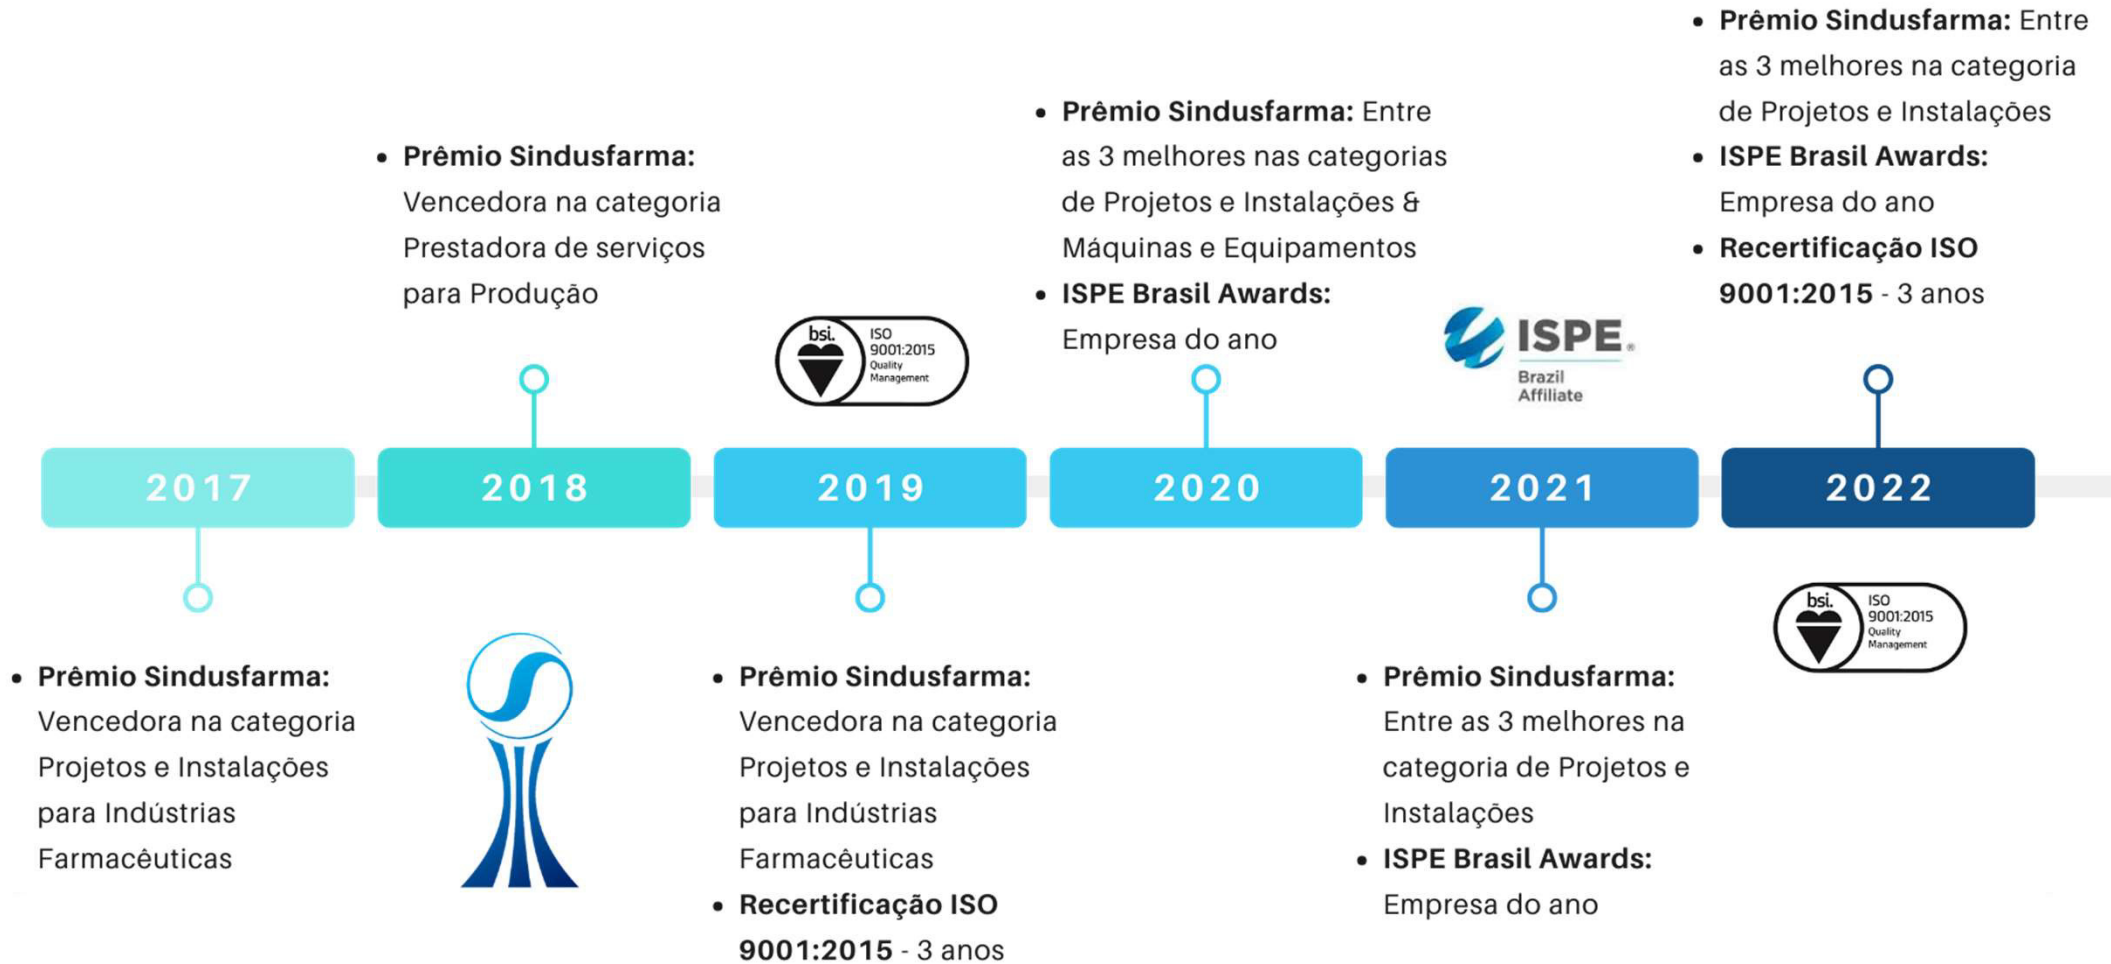 2017
• Prêmio Sindusfarma:
Vencedora na categoria
Projetos e Instalações
para Indústrias
Farmacêuticas
• Prêmio Sindusfarma:
Vencedora na categoria
Prestadora de serviços
para Produção
2018
bsi.
ISO
9001:2015
Quality
Management
2019
• Prêmio Sindusfarma:
Vencedora na categoria
Projetos e Instalações
para Indústrias
Farmacêuticas
• Recertificação ISO
9001:2015 - 3 anos
• Prêmio Sindusfarma: Entre
as 3 melhores nas categorias
de Projetos e Instalações &
Máquinas e Equipamentos
• ISPE Brasil Awards:
Empresa do ano
2020
ISPE®
Brazil
Affiliate
2021
• Prêmio Sindusfarma:
Entre as 3 melhores na
categoria de Projetos e
Instalações
• ISPE Brasil Awards:
Empresa do ano
• Prêmio Sindusfarma: Entre
as 3 melhores na categoria
de Projetos e Instalações
• ISPE Brasil Awards:
Empresa do ano
• Recertificação ISO
9001:2015 - 3 anos
2022
bsi.
ISO
9001:2015
Quality
Management